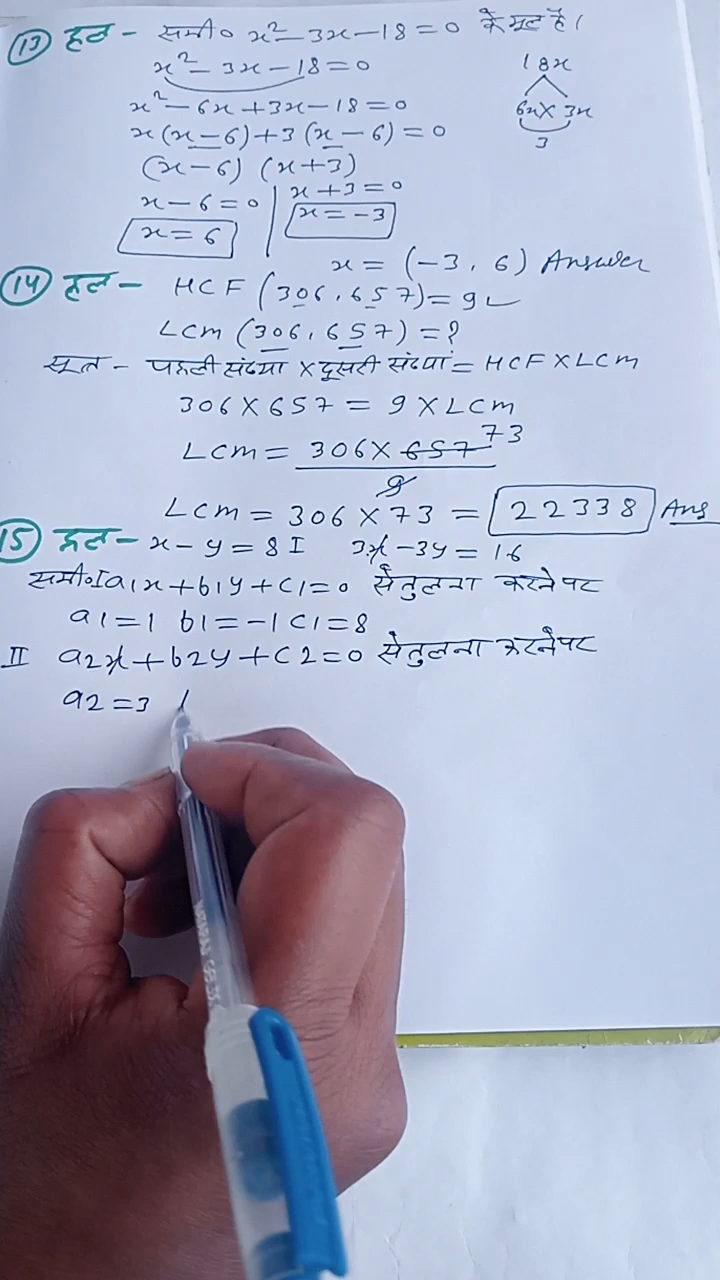 (13) हल - समी० x² - 3x - 18 = 0 के मूल है।
x² - 3x - 18 = 0
18x
x² - 6x + 3x - 18 = 0
6x X 3x
3
x(x - 6) + 3 (x - 6) = 0
(x - 6) (x + 3)
x - 6 = 0 | x + 3 = 0
x = 6 | x = -3
x = (-3, 6) Answer
(14) हल - HCF (306, 657) = 9
LCM (306, 657) = ?
सूत्र - पहली संख्या X दूसरी संख्या = HCF X LCM
306 X 657 = 9 X LCM
LCM = 306 X 657 73
9
LCM = 306 X 73 = 22338 Ans
15) हल - x - y = 8 I 3x - 3y = 16
समी० I a1x + b1y + c1 = 0 से तुलना करने पर
a1 = 1 b1 = -1 c1 = 8
II a2x + b2y + c2 = 0 से तुलना करने पर
a2 = 3